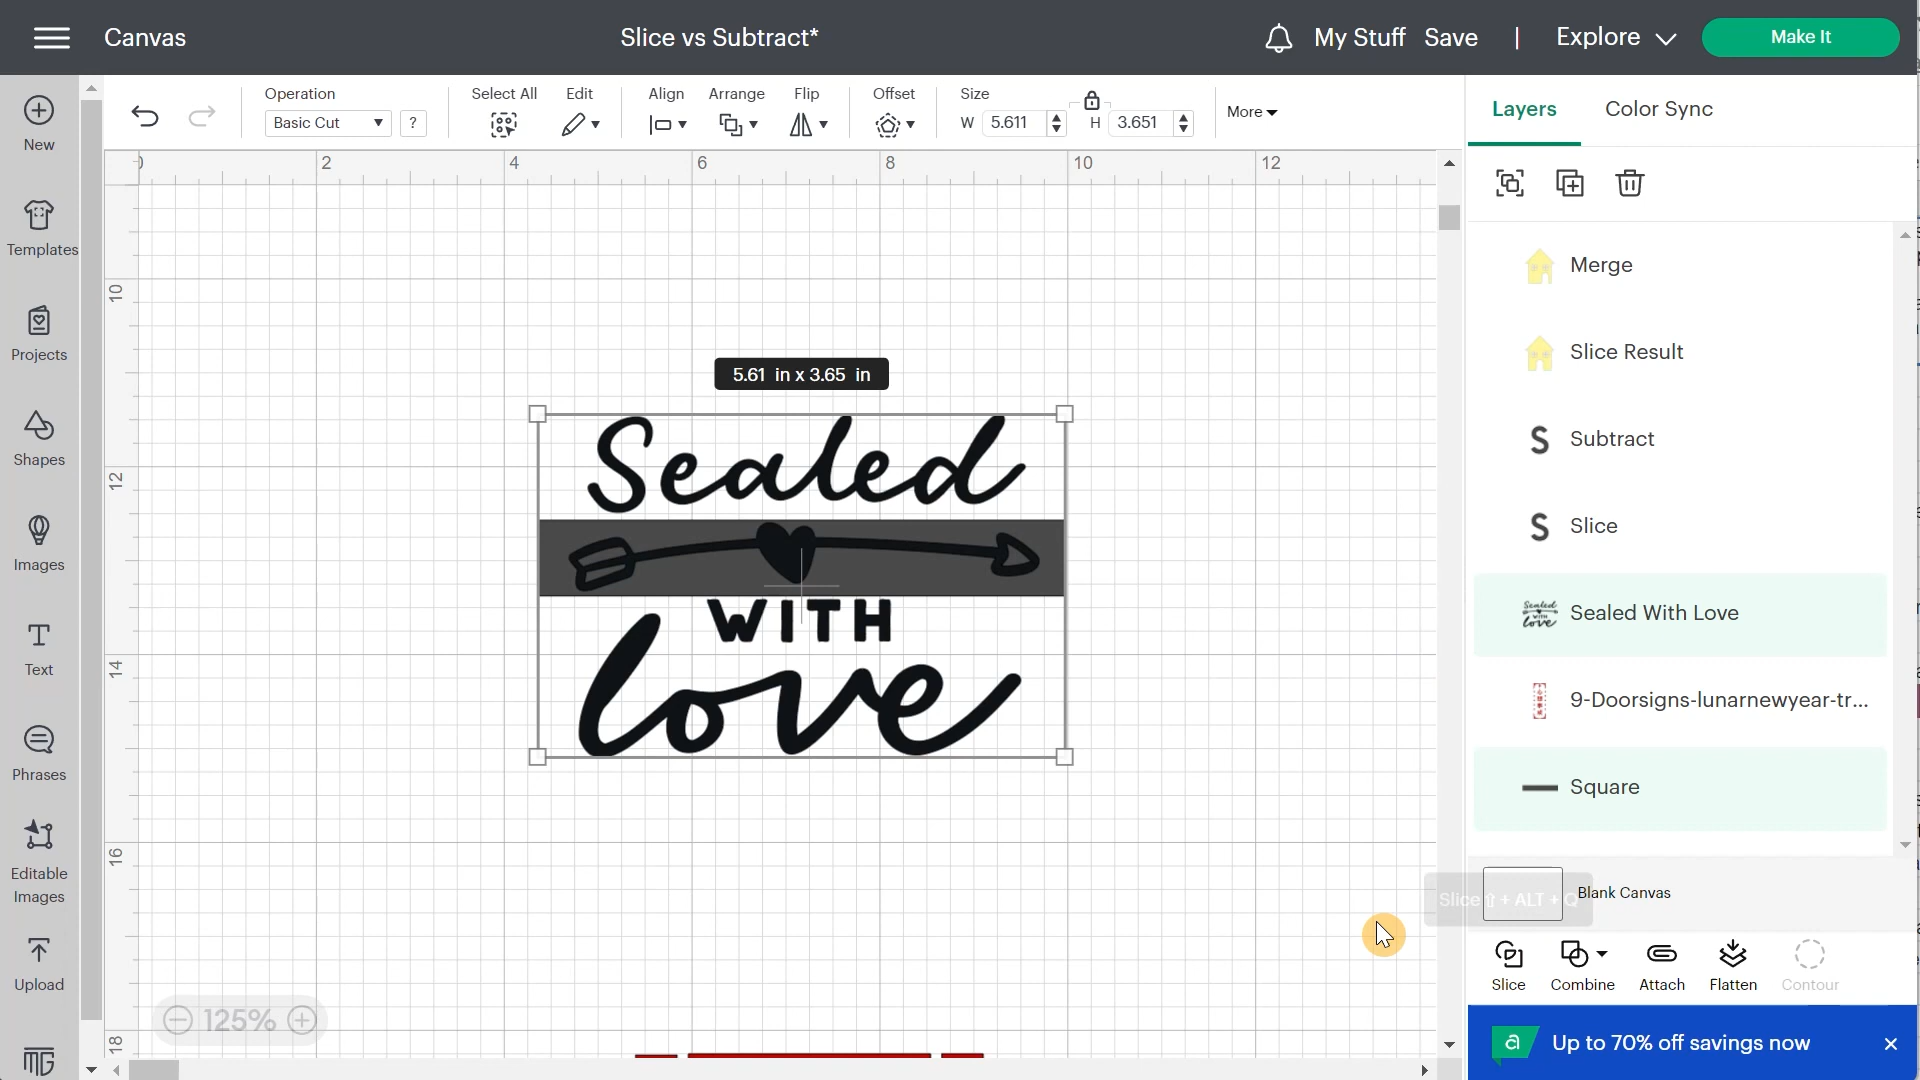 Canvas
Slice vs Subtract*
My Stuff
Save
|
Explore
Make It
New
Templates
Projects
Shapes
Images
Text
Phrases
Editable
Images
Upload
Operation
Basic Cut
?
Select All
Edit
Align
Arrange
Flip
Offset
Size
W 5.611
H 3.651
More
2 4 6 8 10 12
10
12
14
16
18
5.61 in x 3.65 in
Sealed
WITH
love
125%
Layers
Color Sync
Merge
Slice Result
S Subtract
S Slice
Sealed With Love
9-Doorsigns-lunarnewyear-tr...
Square
Slice ⇧ + ALT + Q
Blank Canvas
Slice
Combine
Attach
Flatten
Contour
a Up to 70% off savings now